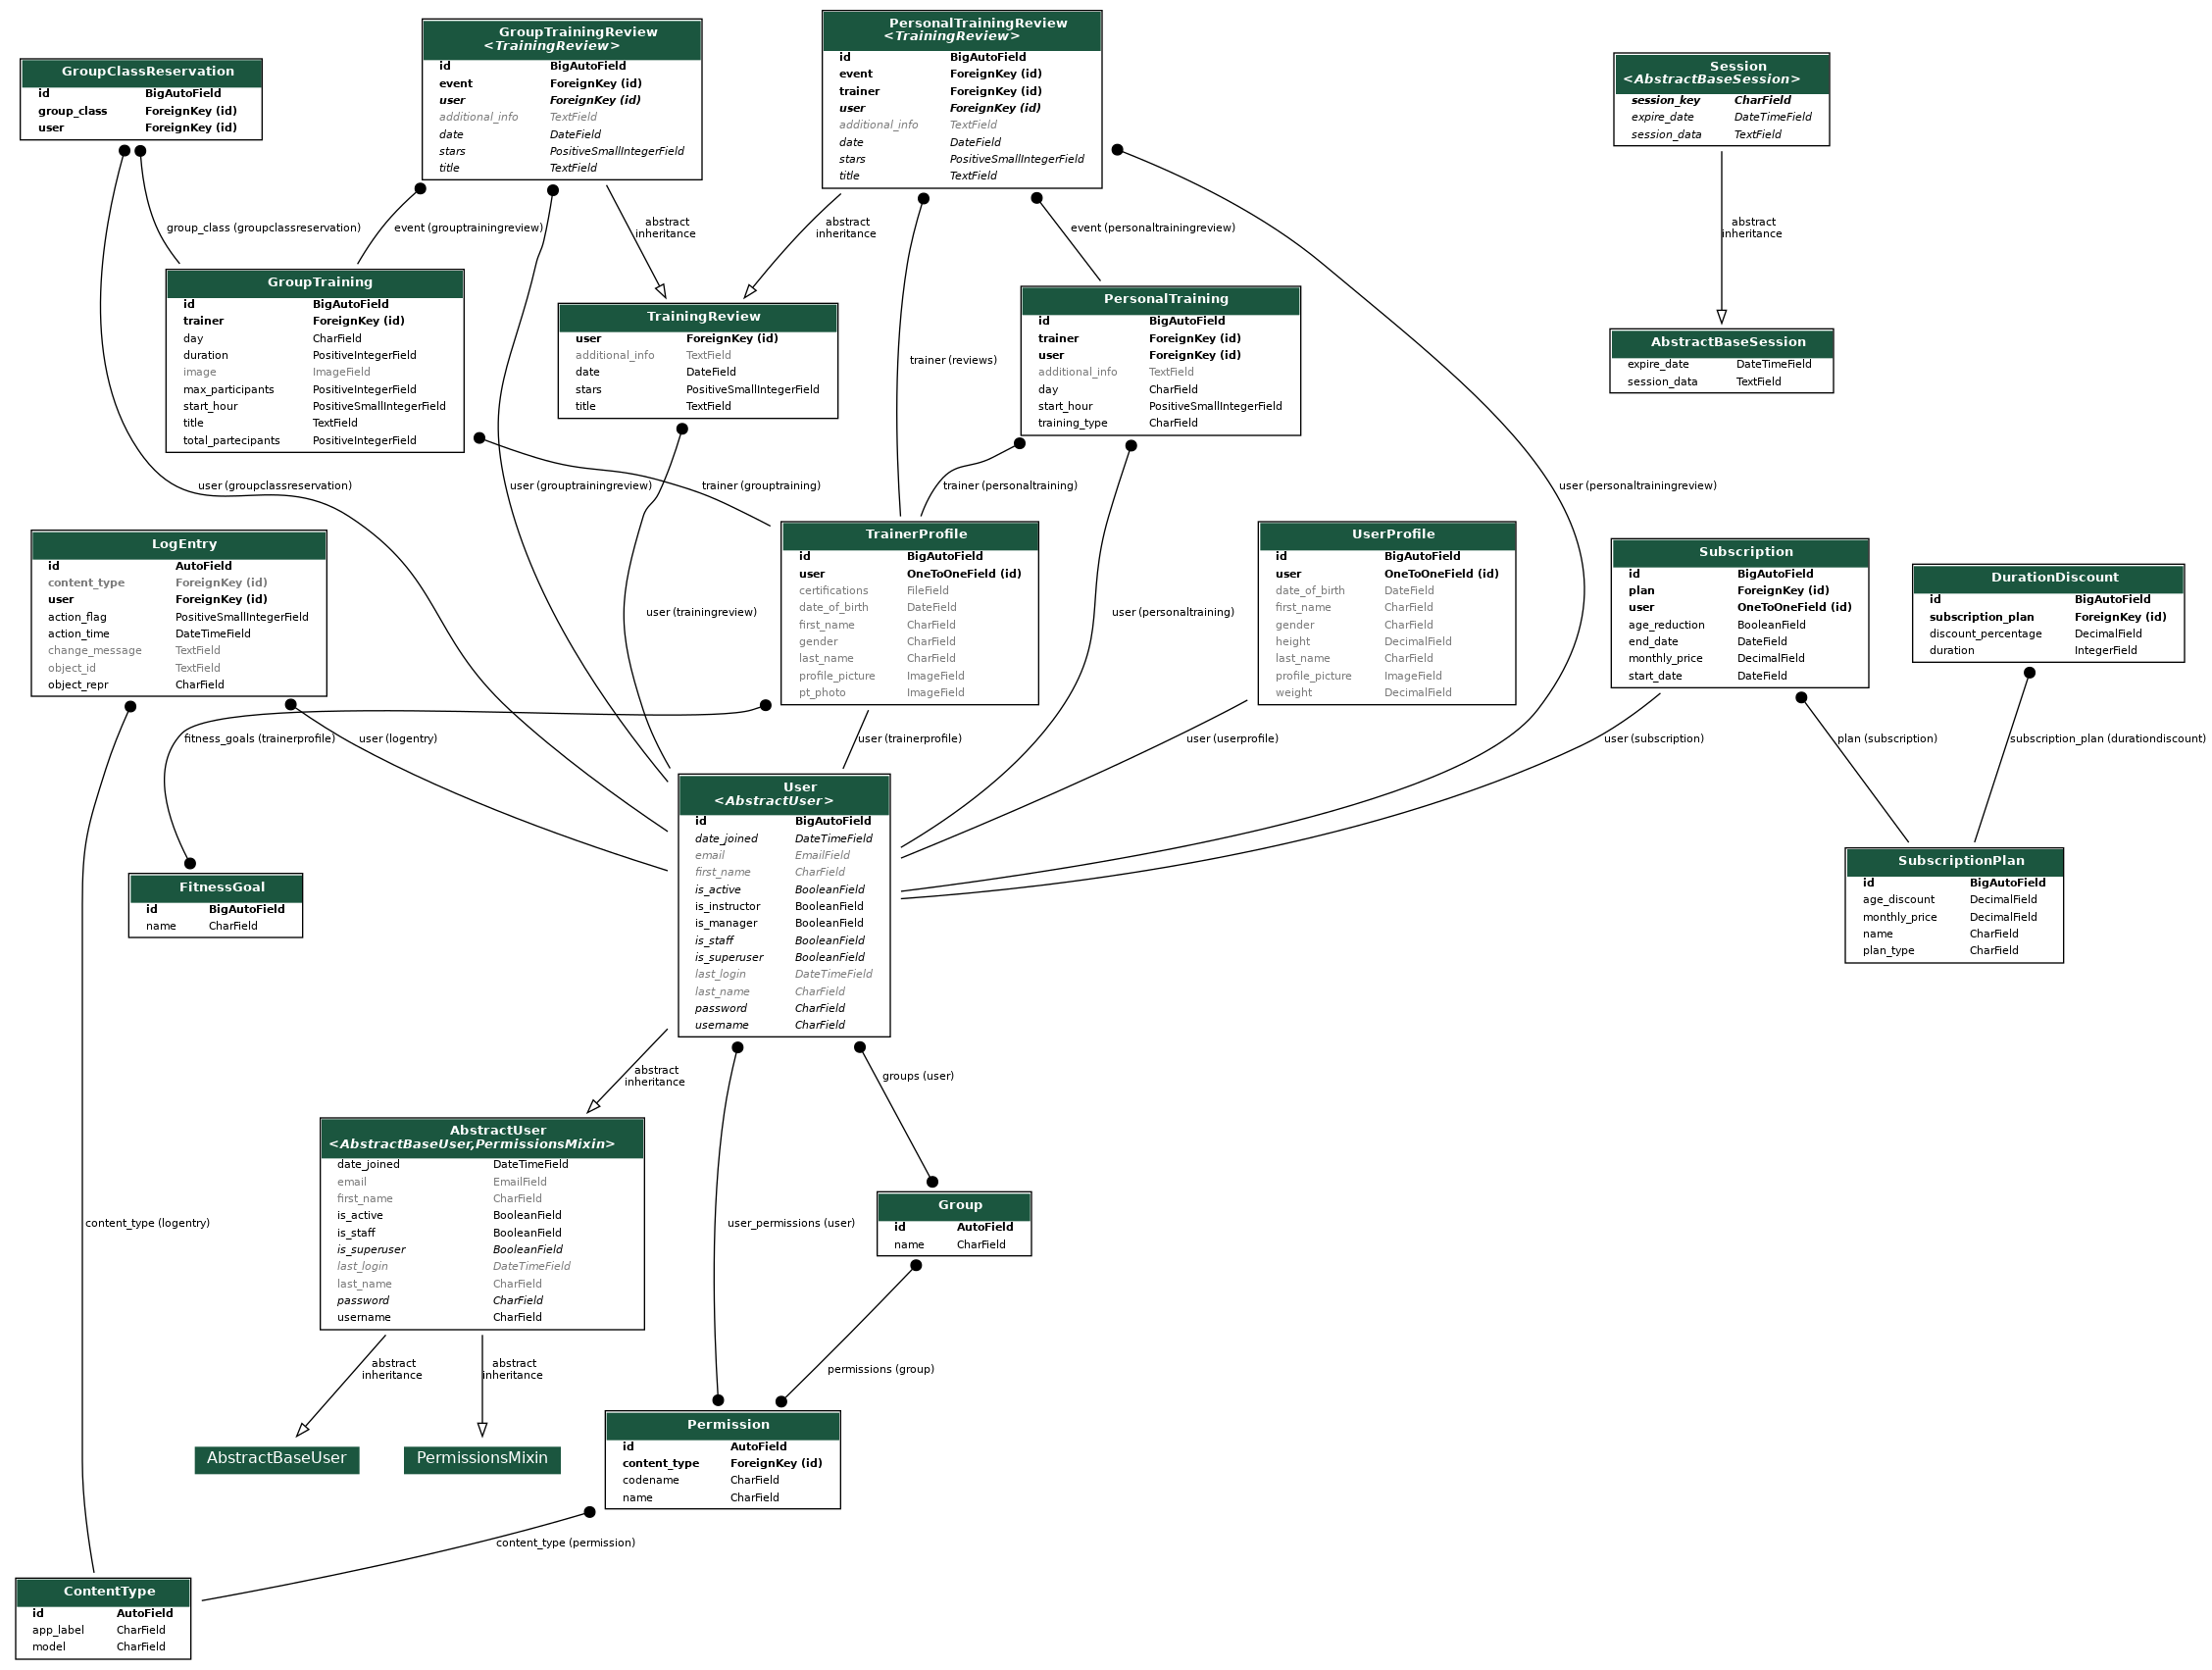 GroupClassReservation
id BigAutoField
group_class ForeignKey (id)
user ForeignKey (id)
GroupTrainingReview
<TrainingReview>
id BigAutoField
event ForeignKey (id)
user ForeignKey (id)
additional_info TextField
date DateField
stars PositiveSmallIntegerField
title TextField
PersonalTrainingReview
<TrainingReview>
id BigAutoField
event ForeignKey (id)
trainer ForeignKey (id)
user ForeignKey (id)
additional_info TextField
date DateField
stars PositiveSmallIntegerField
title TextField
Session
<AbstractBaseSession>
session_key CharField
expire_date DateTimeField
session_data TextField
group_class (groupclassreservation)
event (grouptrainingreview)
abstract
inheritance
abstract
inheritance
event (personaltrainingreview)
abstract
inheritance
GroupTraining
id BigAutoField
trainer ForeignKey (id)
day CharField
duration PositiveIntegerField
image ImageField
max_participants PositiveIntegerField
start_hour PositiveSmallIntegerField
title TextField
total_partecipants PositiveIntegerField
TrainingReview
user ForeignKey (id)
additional_info TextField
date DateField
stars PositiveSmallIntegerField
title TextField
trainer (reviews)
PersonalTraining
id BigAutoField
trainer ForeignKey (id)
user ForeignKey (id)
additional_info TextField
day CharField
start_hour PositiveSmallIntegerField
training_type CharField
AbstractBaseSession
expire_date DateTimeField
session_data TextField
user (groupclassreservation)
user (grouptrainingreview)
trainer (grouptraining)
trainer (personaltraining)
user (personaltrainingreview)
LogEntry
id AutoField
content_type ForeignKey (id)
user ForeignKey (id)
action_flag PositiveSmallIntegerField
action_time DateTimeField
change_message TextField
object_id TextField
object_repr CharField
user (trainingreview)
TrainerProfile
id BigAutoField
user OneToOneField (id)
certifications FileField
date_of_birth DateField
first_name CharField
gender CharField
last_name CharField
profile_picture ImageField
pt_photo ImageField
user (personaltraining)
UserProfile
id BigAutoField
user OneToOneField (id)
date_of_birth DateField
first_name CharField
gender CharField
height DecimalField
last_name CharField
profile_picture ImageField
weight DecimalField
Subscription
id BigAutoField
plan ForeignKey (id)
user OneToOneField (id)
age_reduction BooleanField
end_date DateField
monthly_price DecimalField
start_date DateField
DurationDiscount
id BigAutoField
subscription_plan ForeignKey (id)
discount_percentage DecimalField
duration IntegerField
fitness_goals (trainerprofile)
user (logentry)
user (trainerprofile)
user (userprofile)
user (subscription)
plan (subscription)
subscription_plan (durationdiscount)
FitnessGoal
id BigAutoField
name CharField
User
<AbstractUser>
id BigAutoField
date_joined DateTimeField
email EmailField
first_name CharField
is_active BooleanField
is_instructor BooleanField
is_manager BooleanField
is_staff BooleanField
is_superuser BooleanField
last_login DateTimeField
last_name CharField
password CharField
username CharField
SubscriptionPlan
id BigAutoField
age_discount DecimalField
monthly_price DecimalField
name CharField
plan_type CharField
abstract
inheritance
groups (user)
AbstractUser
<AbstractBaseUser,PermissionsMixin>
date_joined DateTimeField
email EmailField
first_name CharField
is_active BooleanField
is_staff BooleanField
is_superuser BooleanField
last_login DateTimeField
last_name CharField
password CharField
username CharField
content_type (logentry)
user_permissions (user)
Group
id AutoField
name CharField
abstract
inheritance
abstract
inheritance
permissions (group)
AbstractBaseUser
PermissionsMixin
Permission
id AutoField
content_type ForeignKey (id)
codename CharField
name CharField
content_type (permission)
ContentType
id AutoField
app_label CharField
model CharField